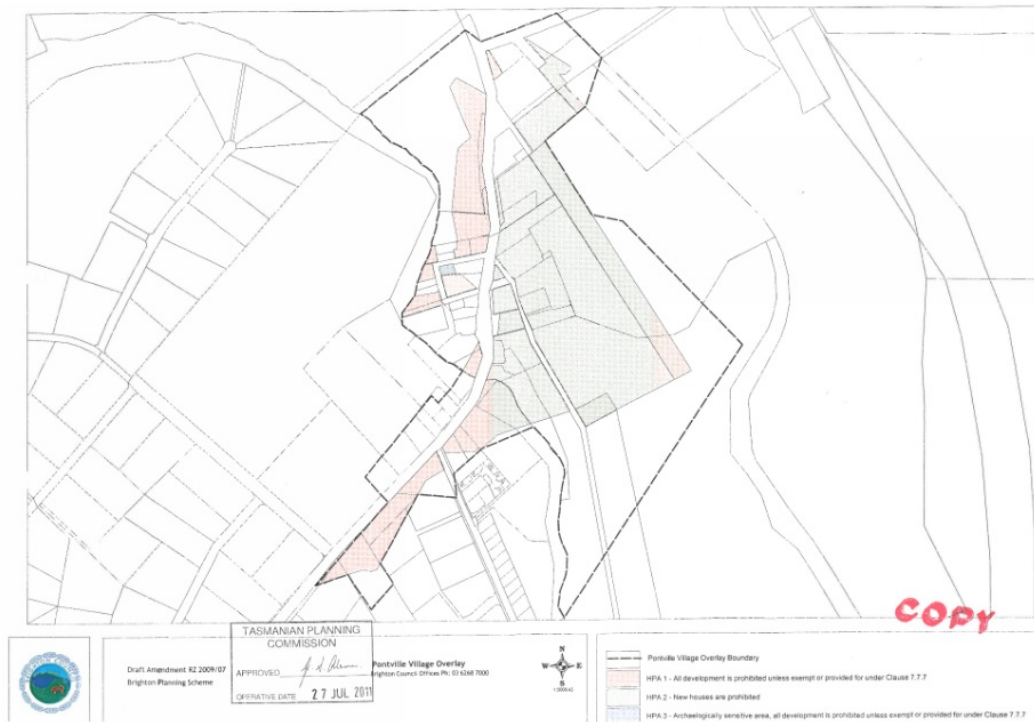 COPY
TASMANIAN PLANNING
COMMISSION
APPROVED
OPERATIVE DATE 27 JUL 2011
Draft Amendment RZ 2009/07
Brighton Planning Scheme
Pontville Village Overlay
Brighton Council Offices Ph: 03 6268 7000
N
W E
S
Pontville Village Overlay Boundary
HPA 1 - All development is prohibited unless exempt or provided for under Clause 7.7.7
HPA 2 - New houses are prohibited
HPA 3 - Archaelogically sensitive area, all development is prohibited unless exempt or provided for under Clause 7.7.7